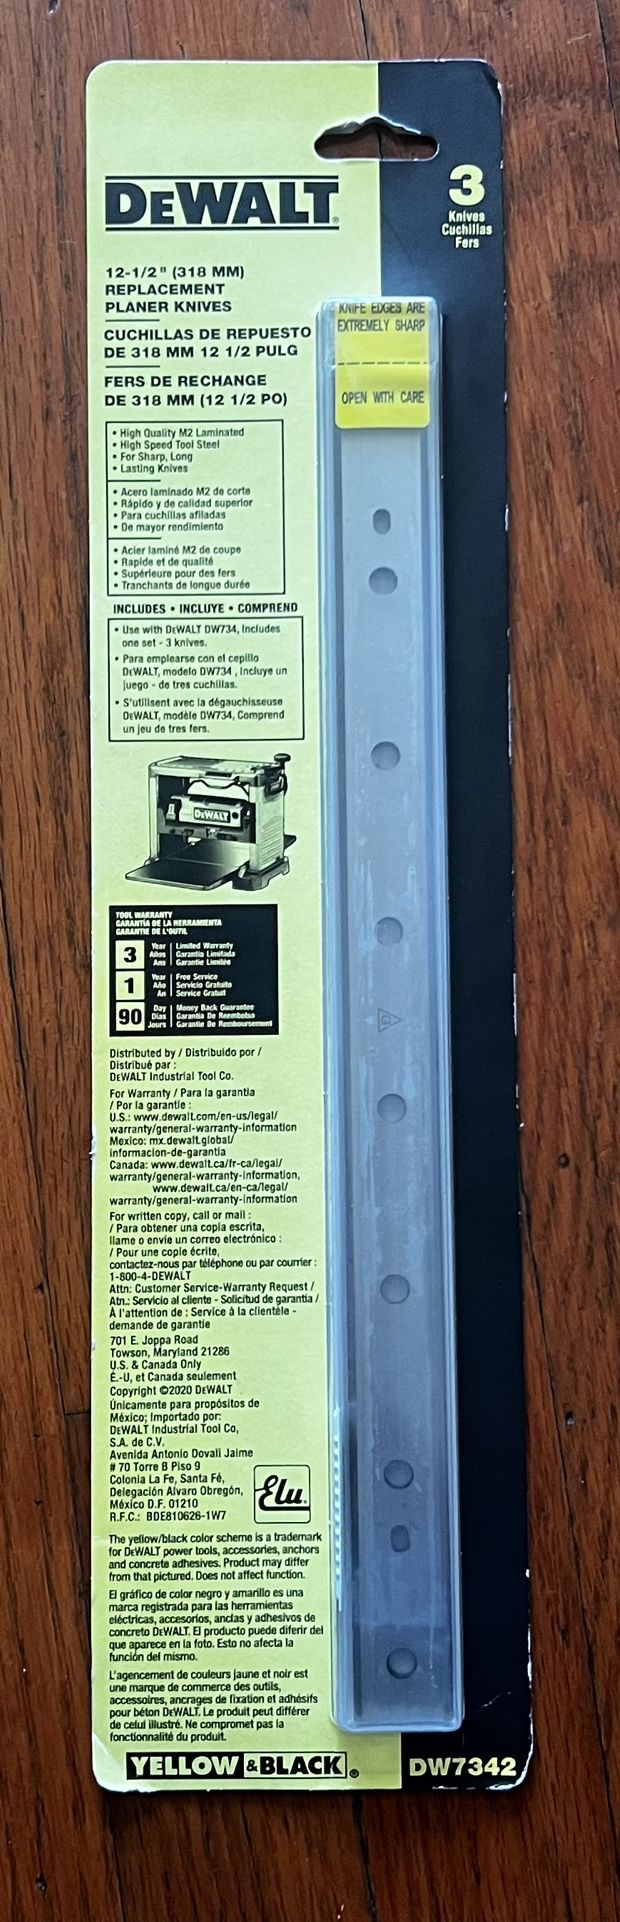 DEWALT®
3
Knives
Cuchillas
Fers
12-1/2" (318 MM)
REPLACEMENT
PLANER KNIVES
CUCHILLAS DE REPUESTO
DE 318 MM 12 1/2 PULG
FERS DE RECHANGE
DE 318 MM (12 1/2 PO)
KNIFE EDGES ARE
EXTREMELY SHARP
OPEN WITH CARE
• High Quality M2 Laminated
• High Speed Tool Steel
• For Sharp, Long
• Lasting Knives
• Acero laminado M2 de corte
• Rápido y de calidad superior
• Para cuchillas afiladas
• De mayor rendimiento
• Acier laminé M2 de coupe
• Rapide et de qualité
• Supérieure pour des fers
• Tranchants de longue durée
INCLUDES • INCLUYE • COMPREND
• Use with DEWALT DW734, Includes
one set - 3 knives.
• Para emplearse con el cepillo
DEWALT, modelo DW734 , Incluye un
juego - de tres cuchillas.
• S'utilisent avec la dégauchisseuse
DEWALT, modèle DW734, Comprend
un jeu de tres fers.
DEWALT
TOOL WARRANTY
GARANTÍA DE LA HERRAMIENTA
GARANTIE DE L'OUTIL
3 Year Años Ans
Limited Warranty
Garantía Limitada
Garantie Limitée
1 Year Año An
Free Service
Servicio Gratuito
Service Gratuit
90 Day Días Jours
Money Back Guarantee
Garantía De Reembolso
Garantie De Remboursement
Distributed by / Distribuido por /
Distribué par :
DEWALT Industrial Tool Co.
For Warranty / Para la garantia
/ Por la garantie :
U.S.: www.dewalt.com/en-us/legal/
warranty/general-warranty-information
Mexico: mx.dewalt.global/
informacion-de-garantia
Canada: www.dewalt.ca/fr-ca/legal/
warranty/general-warranty-information,
www.dewalt.ca/en-ca/legal/
warranty/general-warranty-information
For written copy, call or mail :
/ Para obtener una copia escrita,
llame o envíe un correo electrónico :
/ Pour une copie écrite,
contactez-nous par téléphone ou par courrier :
1-800-4-DEWALT
Attn: Customer Service-Warranty Request /
Atn.: Servicio al cliente - Solicitud de garantía /
À l'attention de : Service à la clientèle -
demande de garantie
701 E. Joppa Road
Towson, Maryland 21286
U.S. & Canada Only
É.-U, et Canada seulement
Copyright ©2020 DEWALT
Únicamente para propósitos de
México; Importado por:
DEWALT Industrial Tool Co,
S.A. de C.V.
Avenida Antonio Dovali Jaime
# 70 Torre B Piso 9
Colonia La Fe, Santa Fé,
Delegación Alvaro Obregón,
México D.F. 01210
R.F.C.: BDE810626-1W7
Elu®
The yellow/black color scheme is a trademark
for DEWALT power tools, accessories, anchors
and concrete adhesives. Product may differ
from that pictured. Does not affect function.
El gráfico de color negro y amarillo es una
marca registrada para las herramientas
eléctricas, accesorios, anclas y adhesivos de
concreto DEWALT. El producto puede diferir del
que aparece en la foto. Esto no afecta la
función del mismo.
L'agencement de couleurs jaune et noir est
une marque de commerce des outils,
accessoires, ancrages de fixation et adhésifs
pour béton DEWALT. Le produit peut différer
de celui illustré. Ne compromet pas la
fonctionnalité du produit.
YELLOW & BLACK®
DW7342